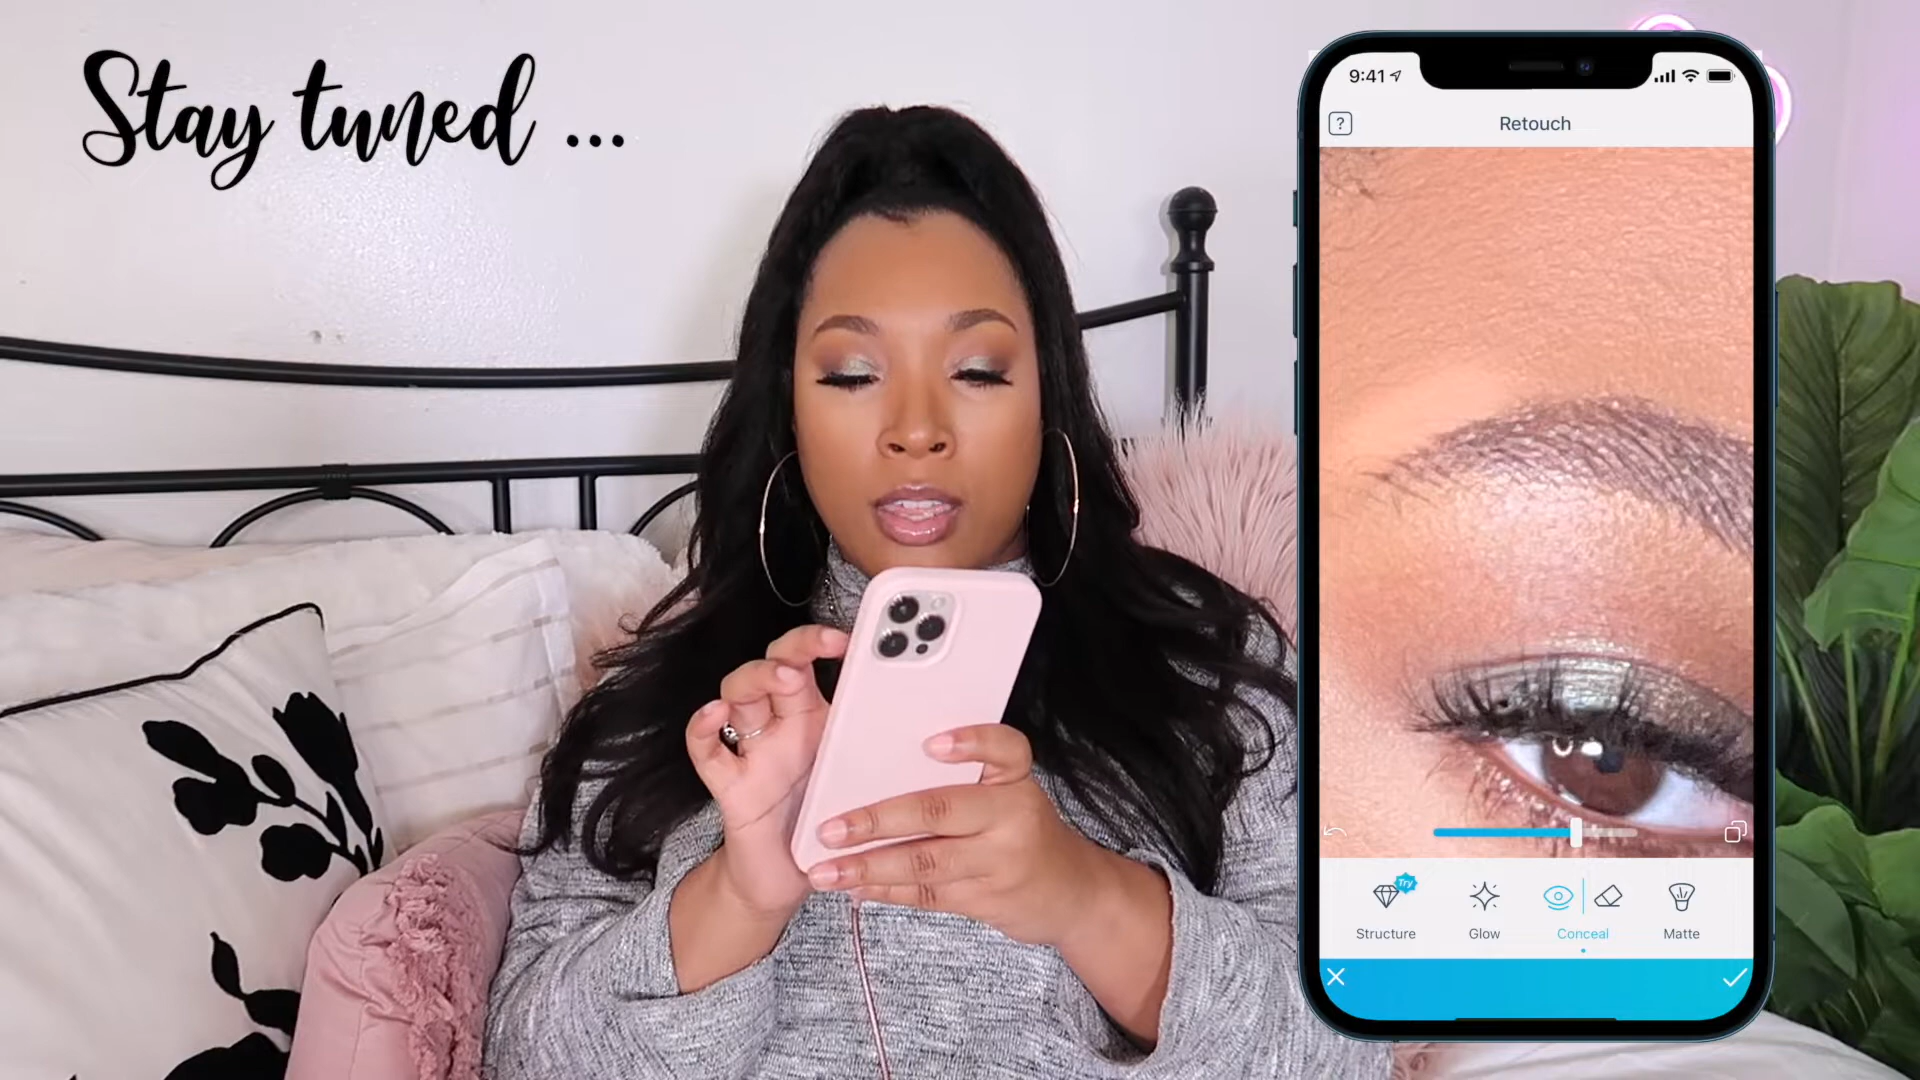 Stay tuned ...
9:41
?
Retouch
Try
Structure
Glow
Conceal
Matte